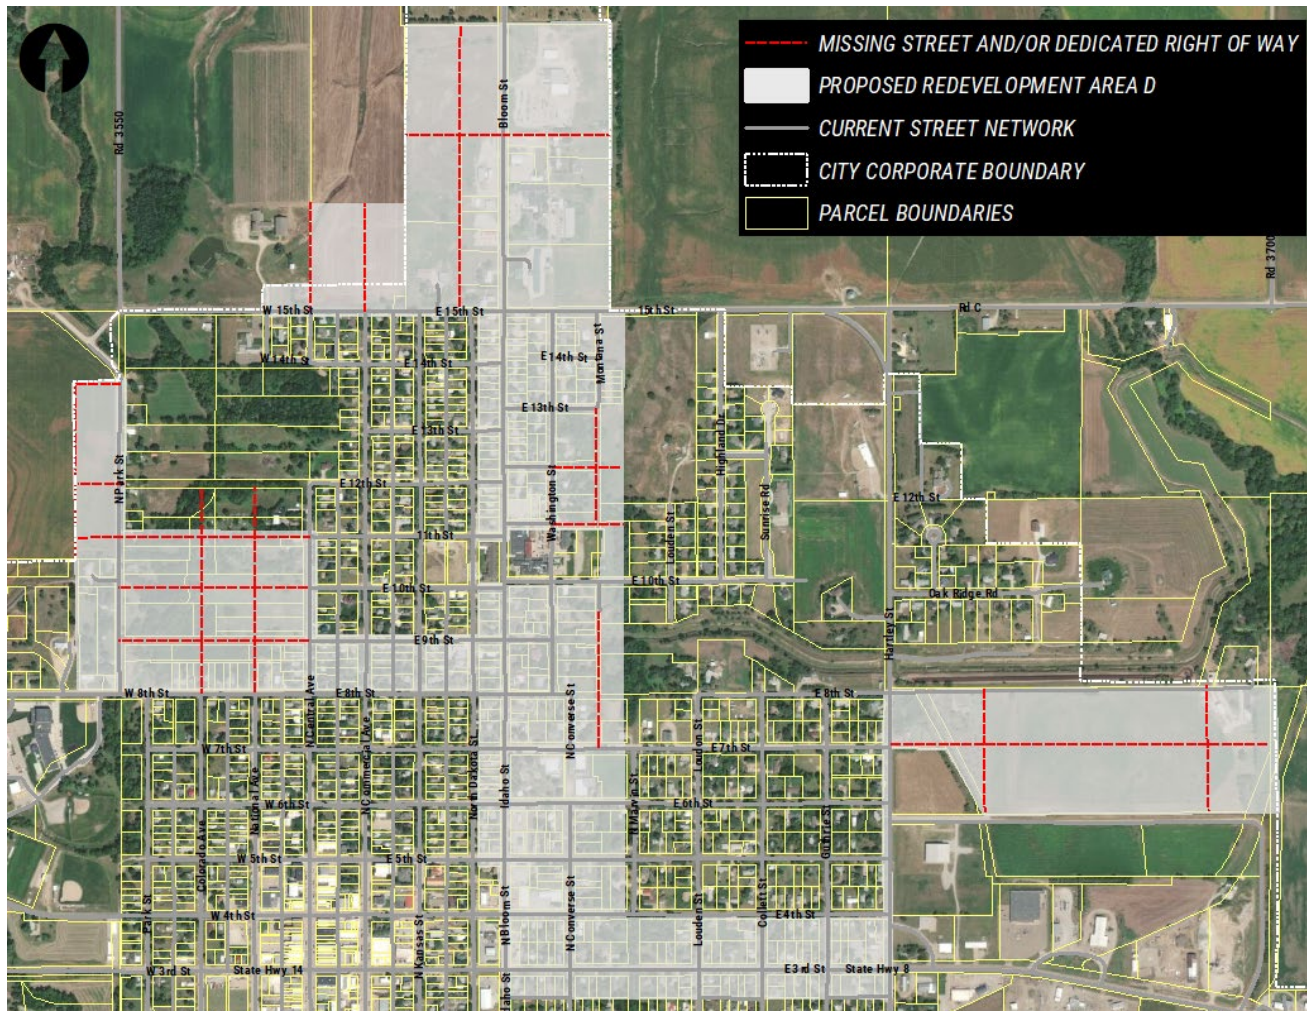 MISSING STREET AND/OR DEDICATED RIGHT OF WAY
PROPOSED REDEVELOPMENT AREA D
CURRENT STREET NETWORK
CITY CORPORATE BOUNDARY
PARCEL BOUNDARIES
Rd 3550
Bloom St
Rd 3700
W 15th St
E 15th St
15th St
Rd C
W 14th St
E 14th St
E 14th St
Montana St
E 13th St
E 13th St
Highland Dr
N Park St
E 12th St
Washington St
Sunrise Rd
E 12th St
Louden St
11th St
E 10th St
E 10th St
Oak Ridge Rd
Hartley St
E 9th St
W 8th St
E 8th St
E 8th St
N Central Ave
N Commercial Ave
N Converse St
W 7th St
E 7th St
Loudon St
North Dakota St
Idaho St
National Ave
W 6th St
E 6th St
N Marvin St
Guthrie St
Colorado Ave
W 5th St
E 5th St
Park St
W 4th St
N Kasas St
N Bloom St
N Converse St
Louden St
Collett St
E 4th St
W 3rd St
State Hwy 14
E 3rd St
State Hwy 8
daho St